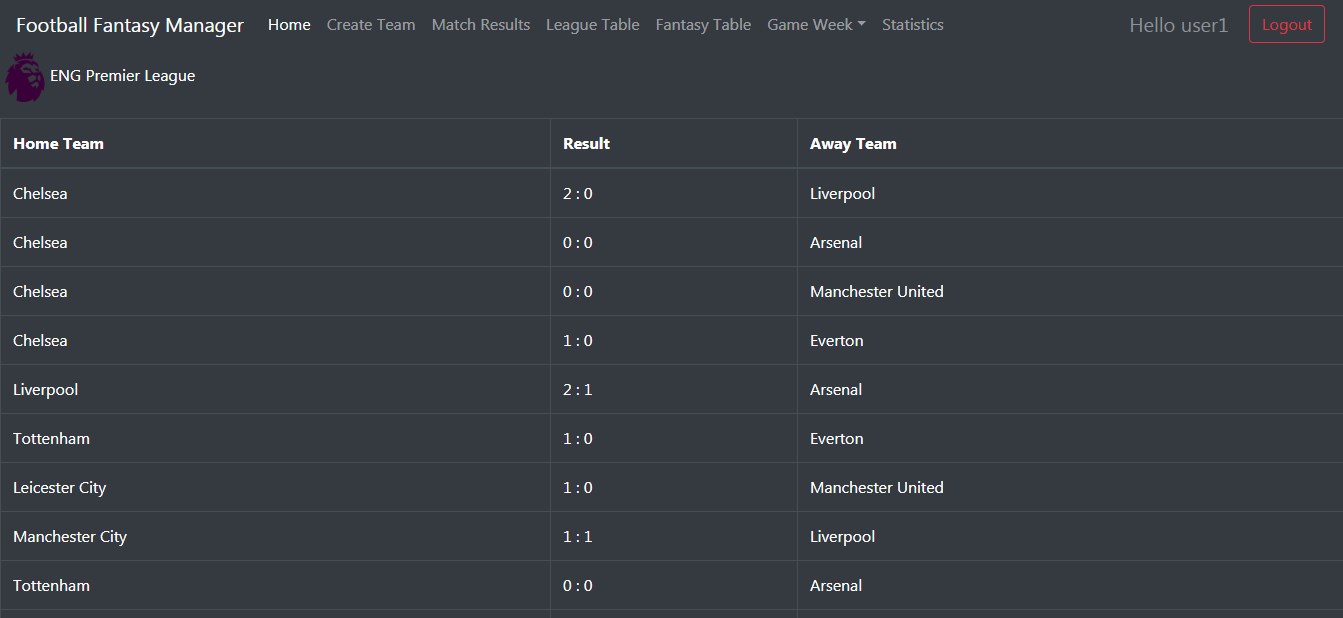 Football Fantasy Manager Home Create Team Match Results League Table Fantasy Table Game Week Statistics Hello user1 Logout
ENG Premier League
Home Team Result Away Team
Chelsea 2 : 0 Liverpool
Chelsea 0 : 0 Arsenal
Chelsea 0 : 0 Manchester United
Chelsea 1 : 0 Everton
Liverpool 2 : 1 Arsenal
Tottenham 1 : 0 Everton
Leicester City 1 : 0 Manchester United
Manchester City 1 : 1 Liverpool
Tottenham 0 : 0 Arsenal